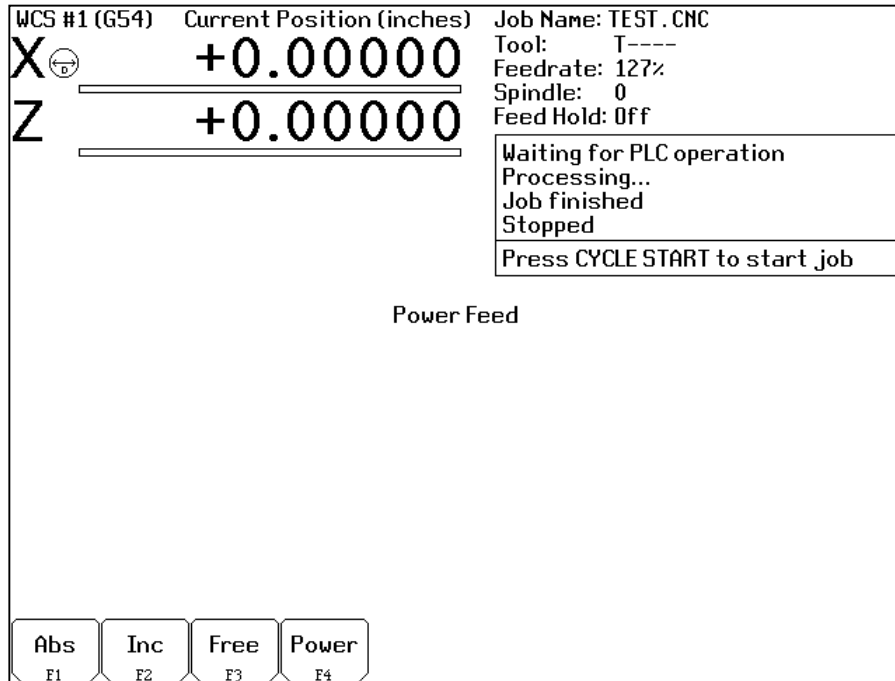 WCS #1 (G54) Current Position (inches)
X D +0.00000
Z +0.00000
Job Name: TEST.CNC
Tool: T----
Feedrate: 127%
Spindle: 0
Feed Hold: Off
Waiting for PLC operation
Processing...
Job finished
Stopped
Press CYCLE START to start job
Power Feed
Abs Inc Free Power
F1 F2 F3 F4